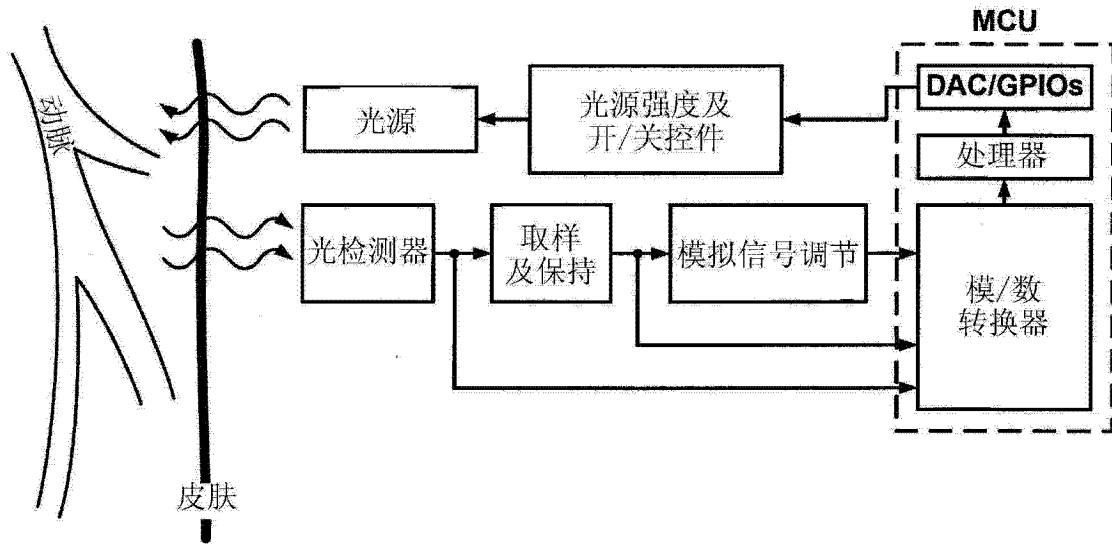 MCU
动脉
光源
光源强度及
开/关控件
DAC/GPIOs
处理器
光检测器
取样
及保持
模拟信号调节
模/数
转换器
皮肤